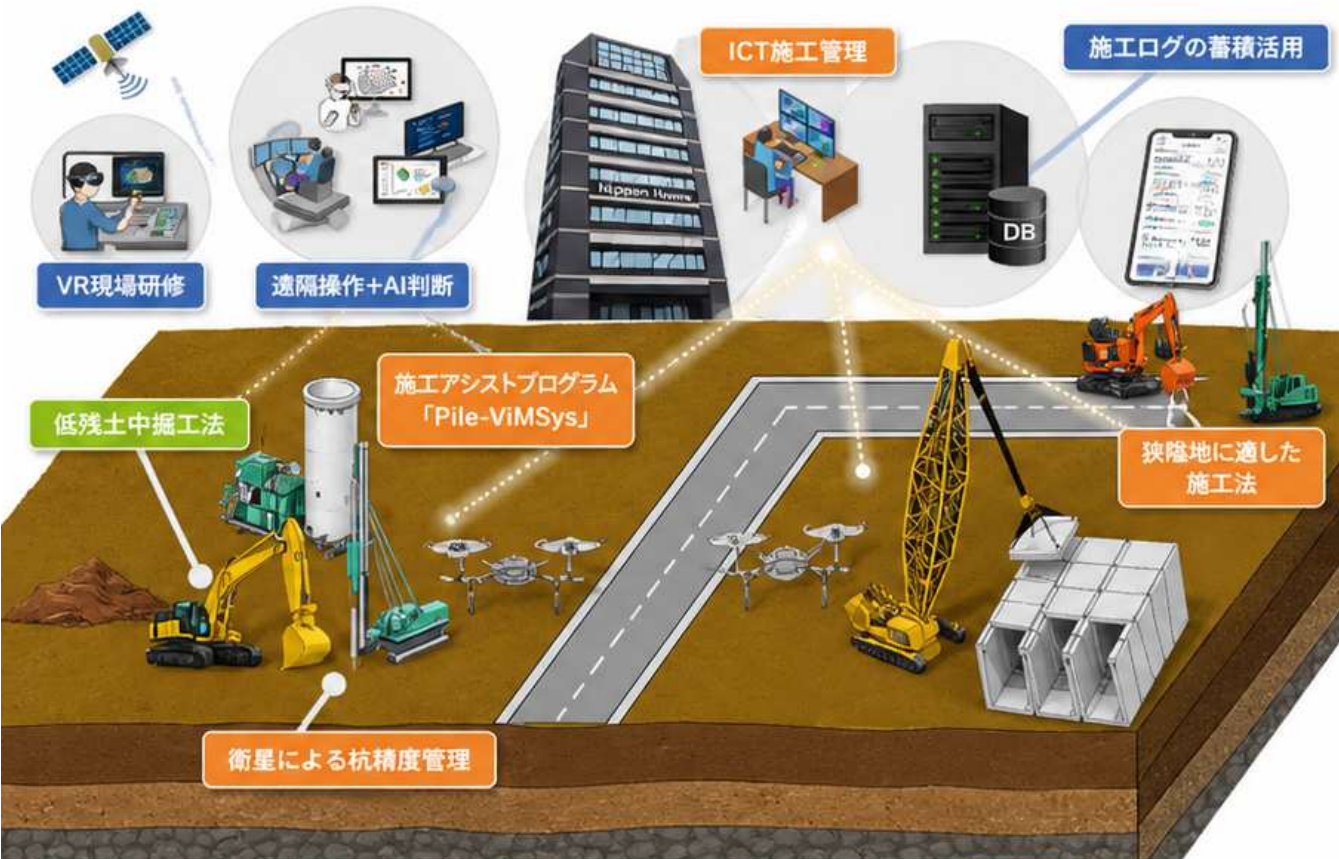 ICT施工管理
施工ログの蓄積活用
DB
VR現場研修
遠隔操作+AI判断
施工アシストプログラム
「Pile-ViMSys」
低残土中掘工法
狭隘地に適した
施工法
衛星による杭精度管理